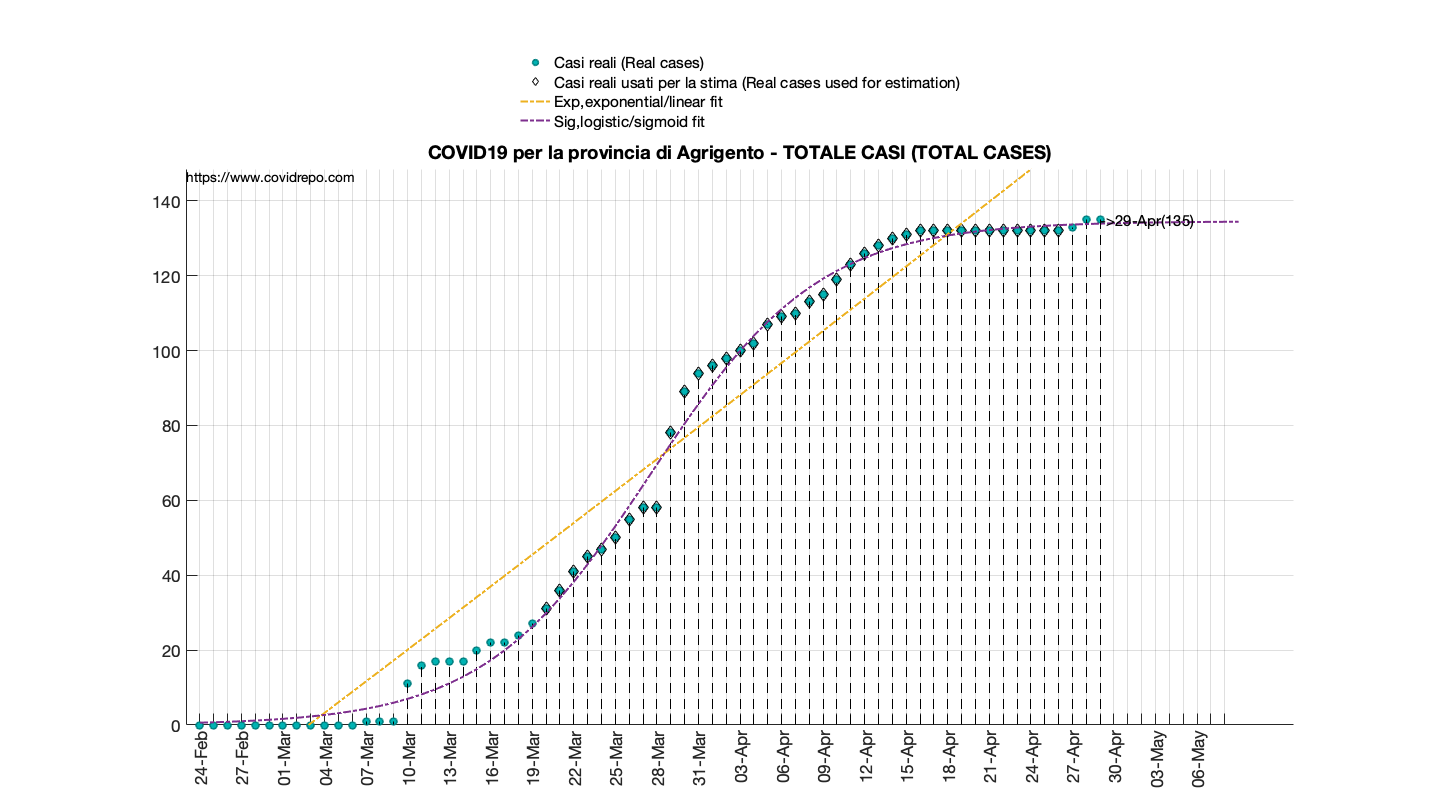 Casi reali (Real cases)
Casi reali usati per la stima (Real cases used for estimation)
Exp,exponential/linear fit
Sig,logistic/sigmoid fit
COVID19 per la provincia di Agrigento - TOTALE CASI (TOTAL CASES)
https://www.covidrepo.com
140
120
100
80
60
40
20
0
->29-Apr(135)
24-Feb
27-Feb
01-Mar
04-Mar
07-Mar
10-Mar
13-Mar
16-Mar
19-Mar
22-Mar
25-Mar
28-Mar
31-Mar
03-Apr
06-Apr
09-Apr
12-Apr
15-Apr
18-Apr
21-Apr
24-Apr
27-Apr
30-Apr
03-May
06-May